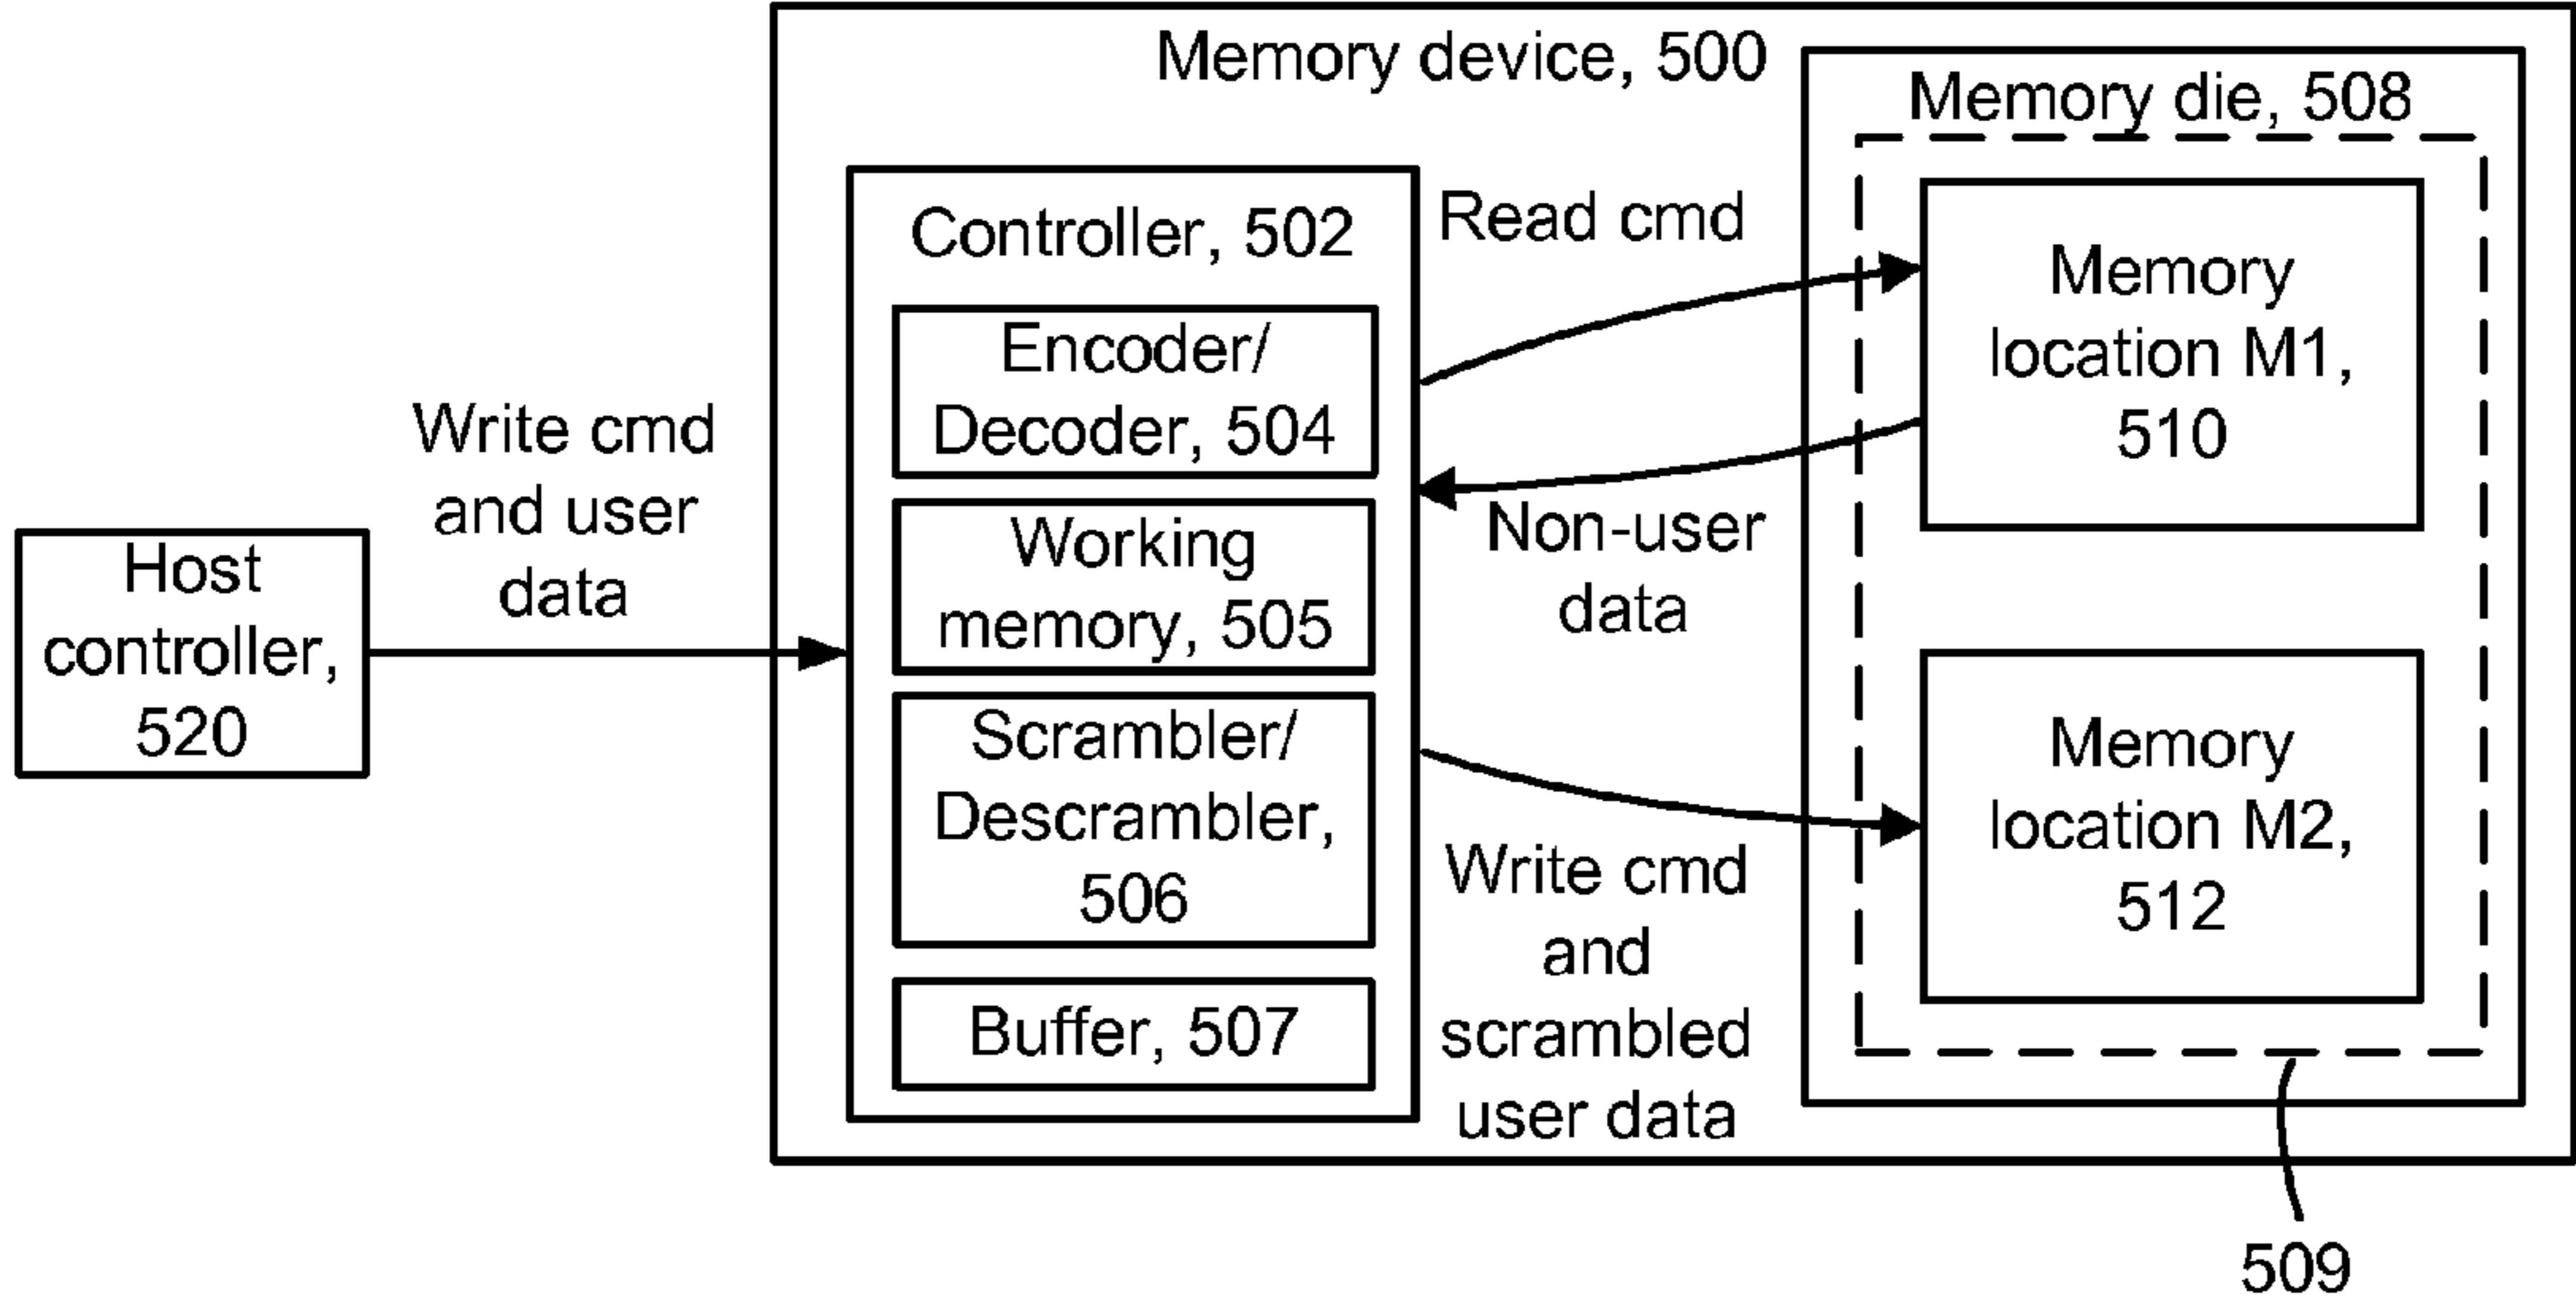 Memory device, 500
Memory die, 508
Controller, 502
Encoder/
Decoder, 504
Working
memory, 505
Scrambler/
Descrambler,
506
Buffer, 507
Host
controller,
520
Write cmd
and user
data
Read cmd
Non-user
data
Write cmd
and
scrambled
user data
Memory
location M1,
510
Memory
location M2,
512
509